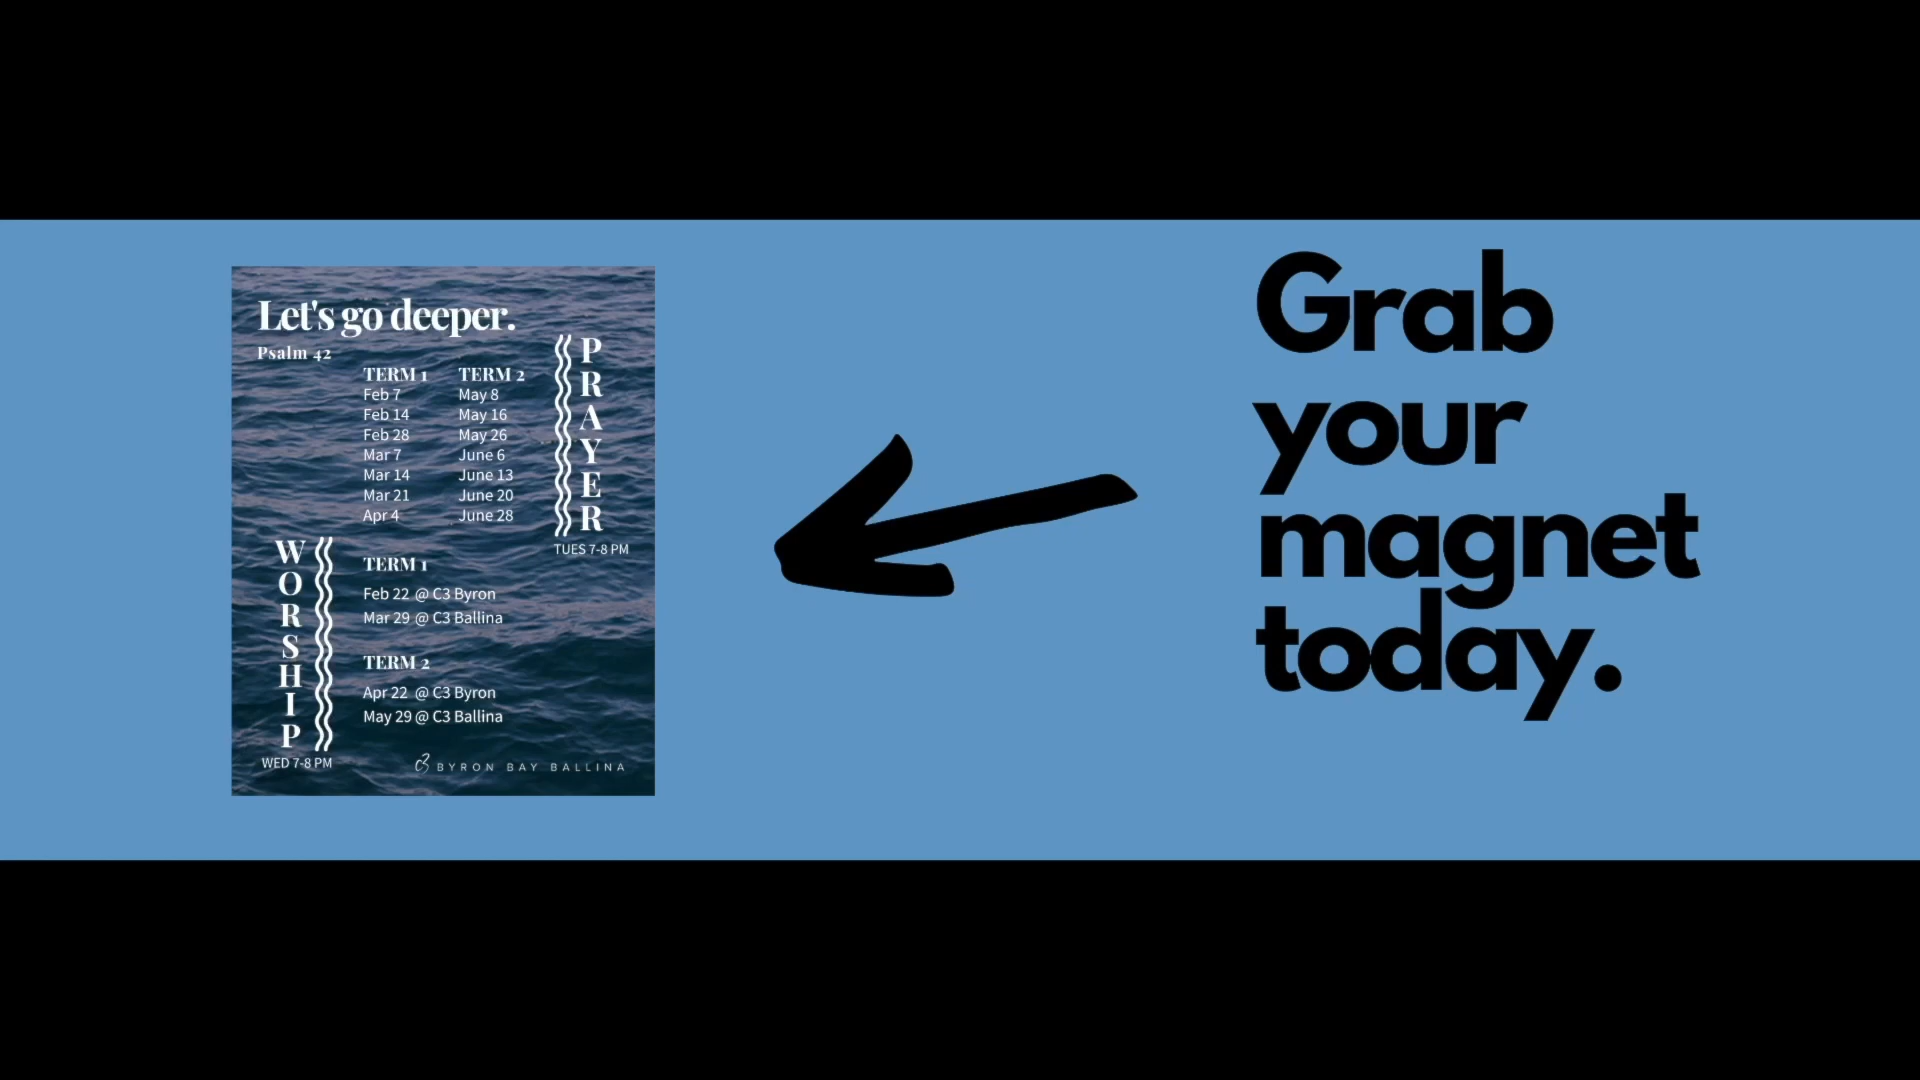 Let's go deeper.
Psalm 42
TERM 1
Feb 7
Feb 14
Feb 28
Mar 7
Mar 14
Mar 21
Apr 4
TERM 2
May 8
May 16
May 26
June 6
June 13
June 20
June 28
PRAYER
TUES 7-8 PM
WORSHIP
WED 7-8 PM
TERM 1
Feb 22 @ C3 Byron
Mar 29 @ C3 Ballina
TERM 2
Apr 22 @ C3 Byron
May 29 @ C3 Ballina
C3 BYRON BAY BALLINA
Grab
your
magnet
today.